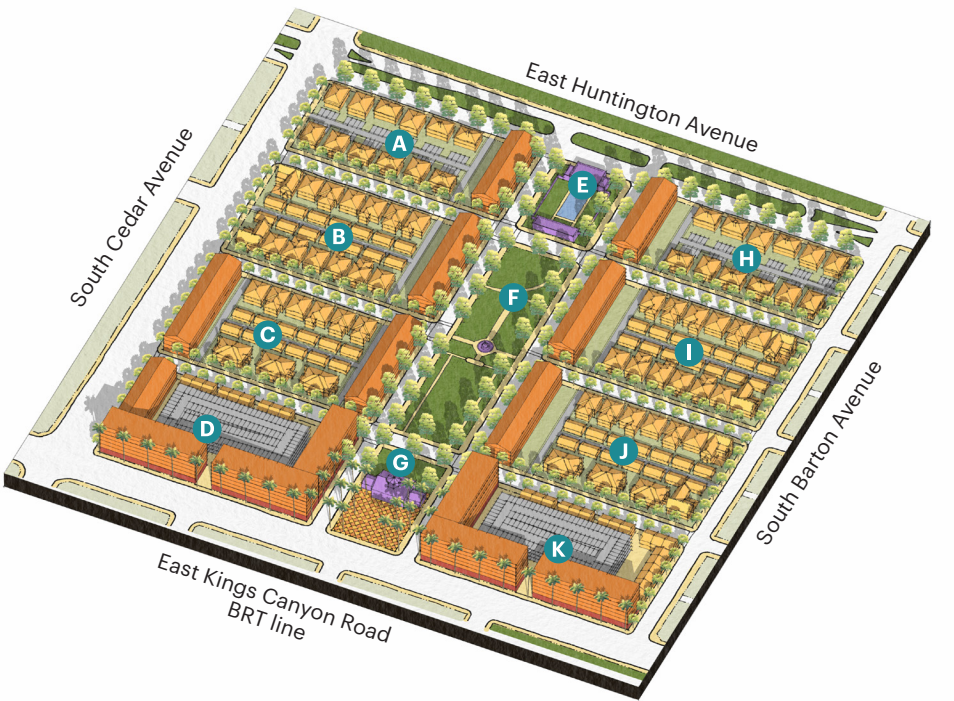 East Huntington Avenue
South Cedar Avenue
A
E
B
H
F
C
I
D
G
J
K
South Barton Avenue
East Kings Canyon Road
BRT line